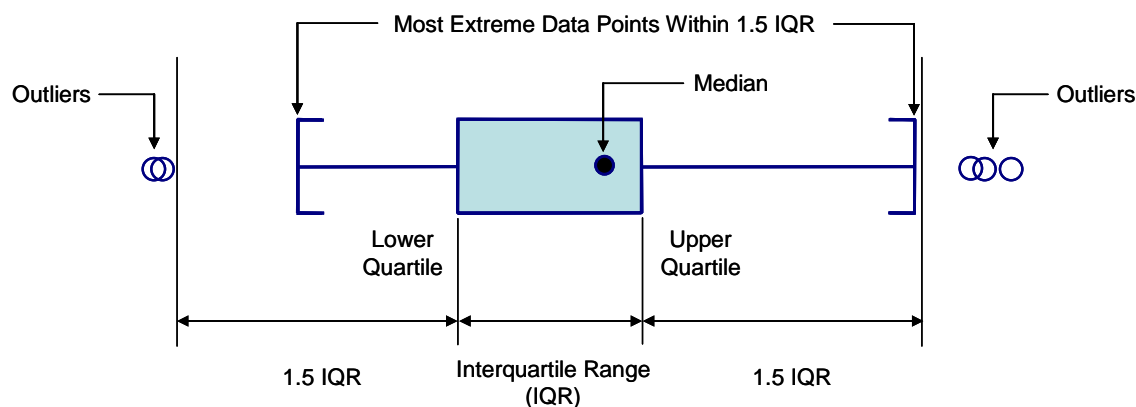 Most Extreme Data Points Within 1.5 IQR
Outliers
Median
Outliers
Lower
Quartile
Upper
Quartile
1.5 IQR
Interquartile Range
(IQR)
1.5 IQR